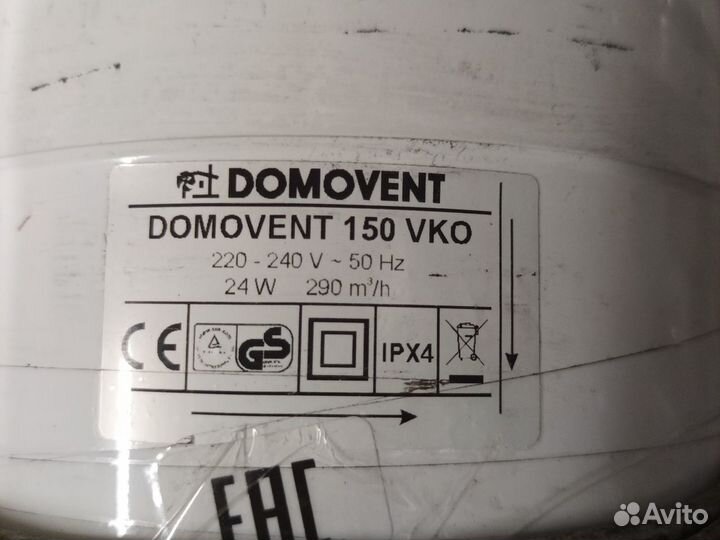 DOMOVENT
DOMOVENT 150 VKO
220 - 240 V ~ 50 Hz
24 W 290 m³/h
CE
GS
IPX4
EAC
Avito